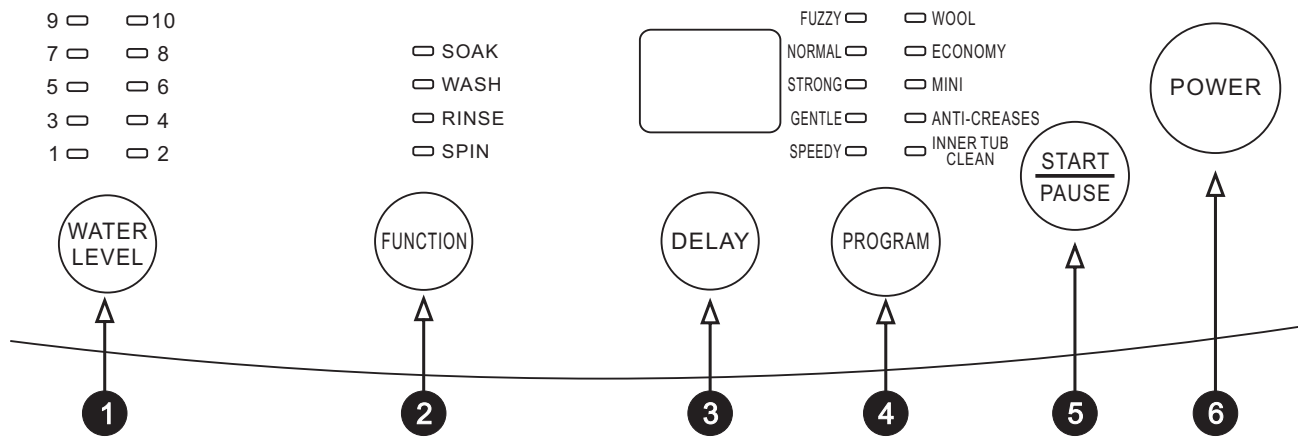 9 10
7 8
5 6
3 4
1 2
SOAK
WASH
RINSE
SPIN
FUZZY WOOL
NORMAL ECONOMY
STRONG MINI
GENTLE ANTI-CREASES
SPEEDY INNER TUB
CLEAN
WATER
LEVEL
FUNCTION
DELAY
PROGRAM
START
PAUSE
POWER
1 2 3 4 5 6